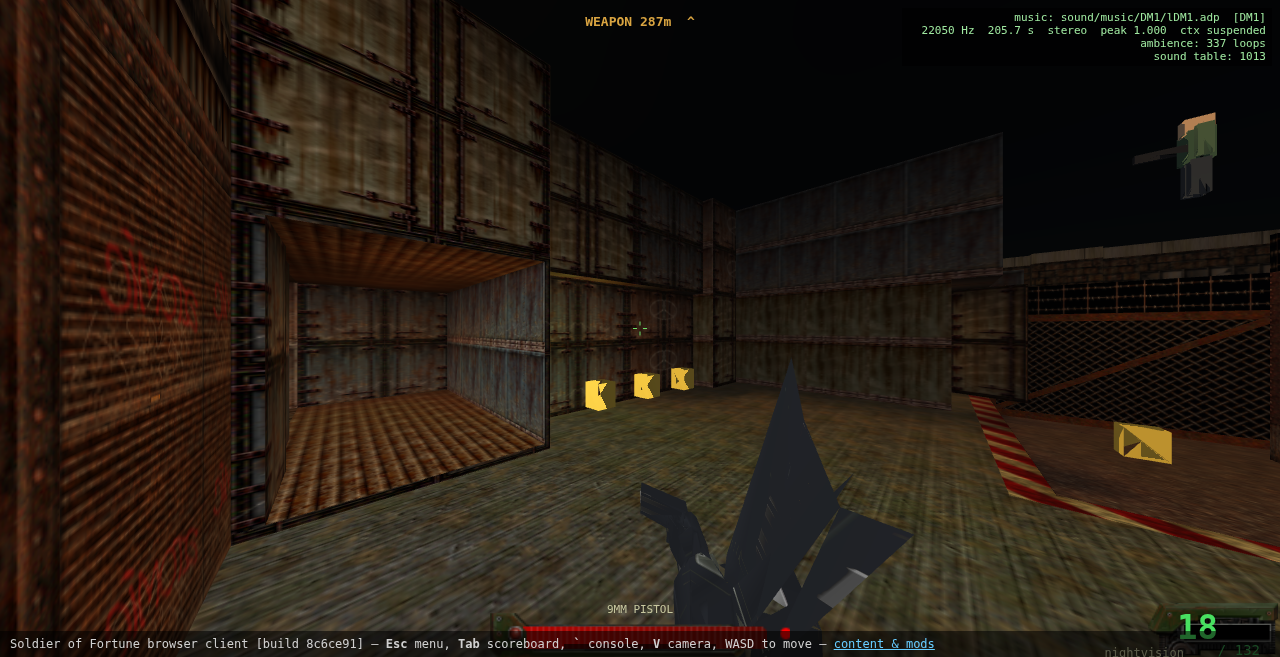 WEAPON 287m ^
music: sound/music/DM1/lDM1.adp [DM1]
22050 Hz 205.7 s stereo peak 1.000 ctx suspended
ambience: 337 loops
sound table: 1013
9MM PISTOL
18
Soldier of Fortune browser client [build 8c6ce91] — Esc menu, Tab scoreboard, ` console, V camera, WASD to move — content & mods
nightvision
/ 132